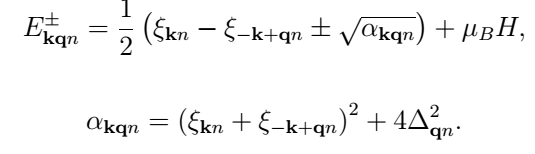 $E^{\pm}_{\mathbf{kq}n} = \frac{1}{2} \left( \xi_{\mathbf{k}n} - \xi_{-\mathbf{k}+\mathbf{q}n} \pm \sqrt{\alpha_{\mathbf{kq}n}} \right) + \mu_B H,$
$\alpha_{\mathbf{kq}n} = \left( \xi_{\mathbf{k}n} + \xi_{-\mathbf{k}+\mathbf{q}n} \right)^2 + 4\Delta^2_{\mathbf{q}n}.$